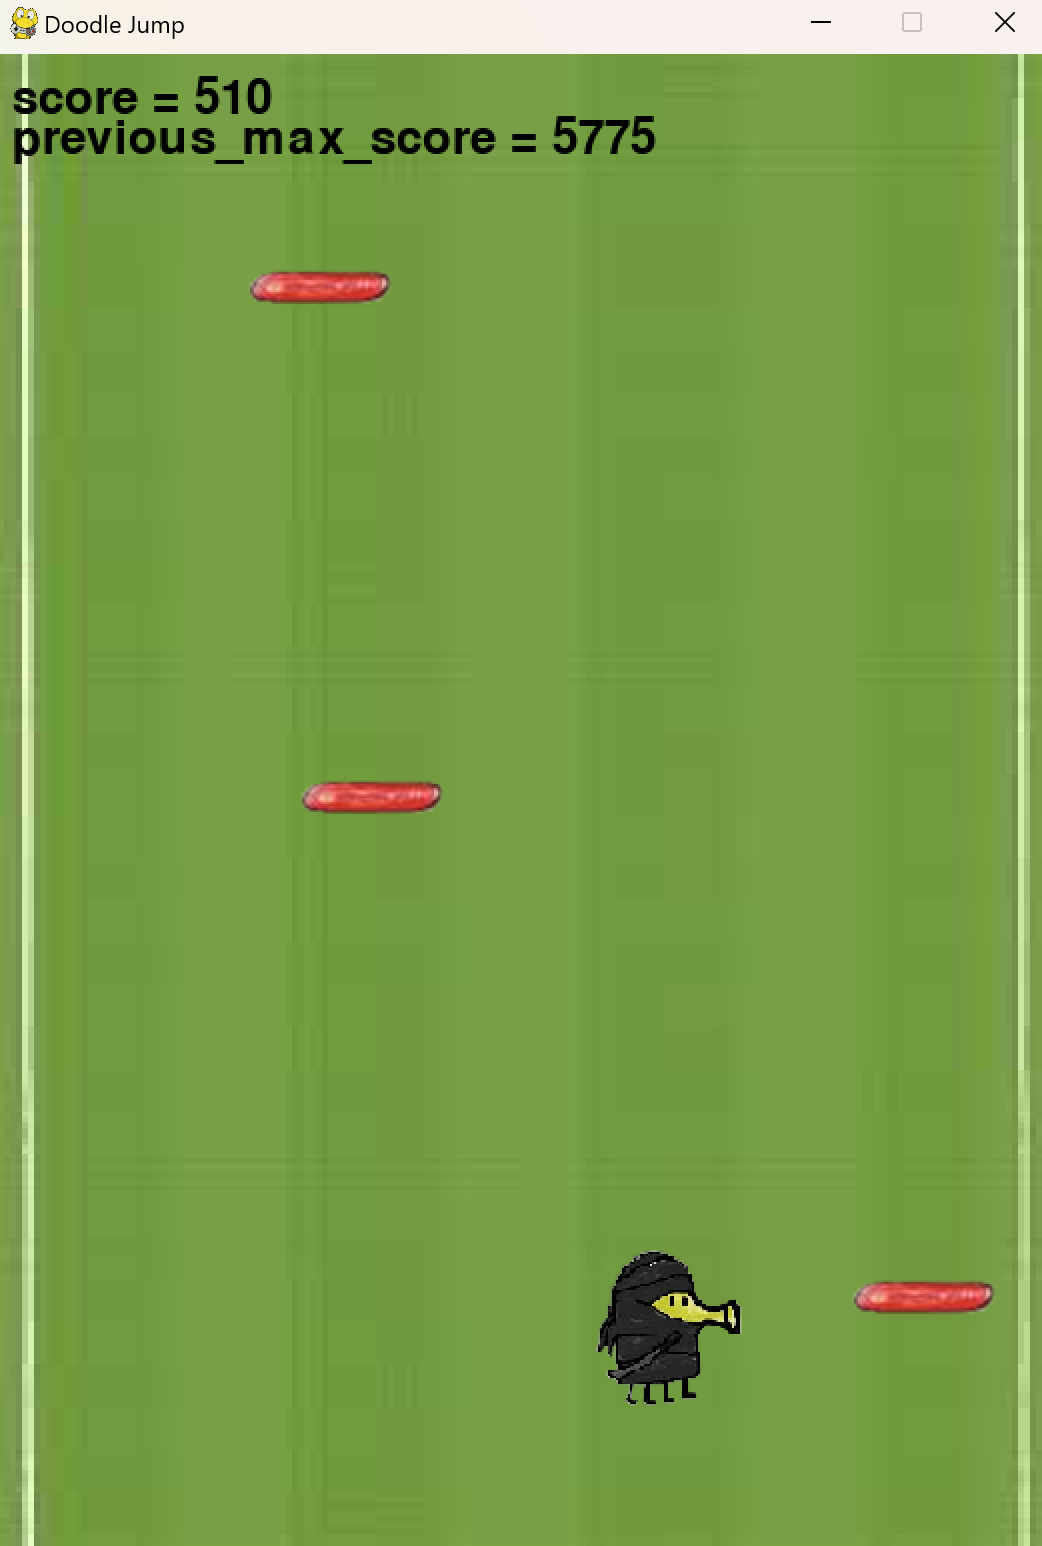 Doodle Jump
score = 510
previous_max_score = 5775